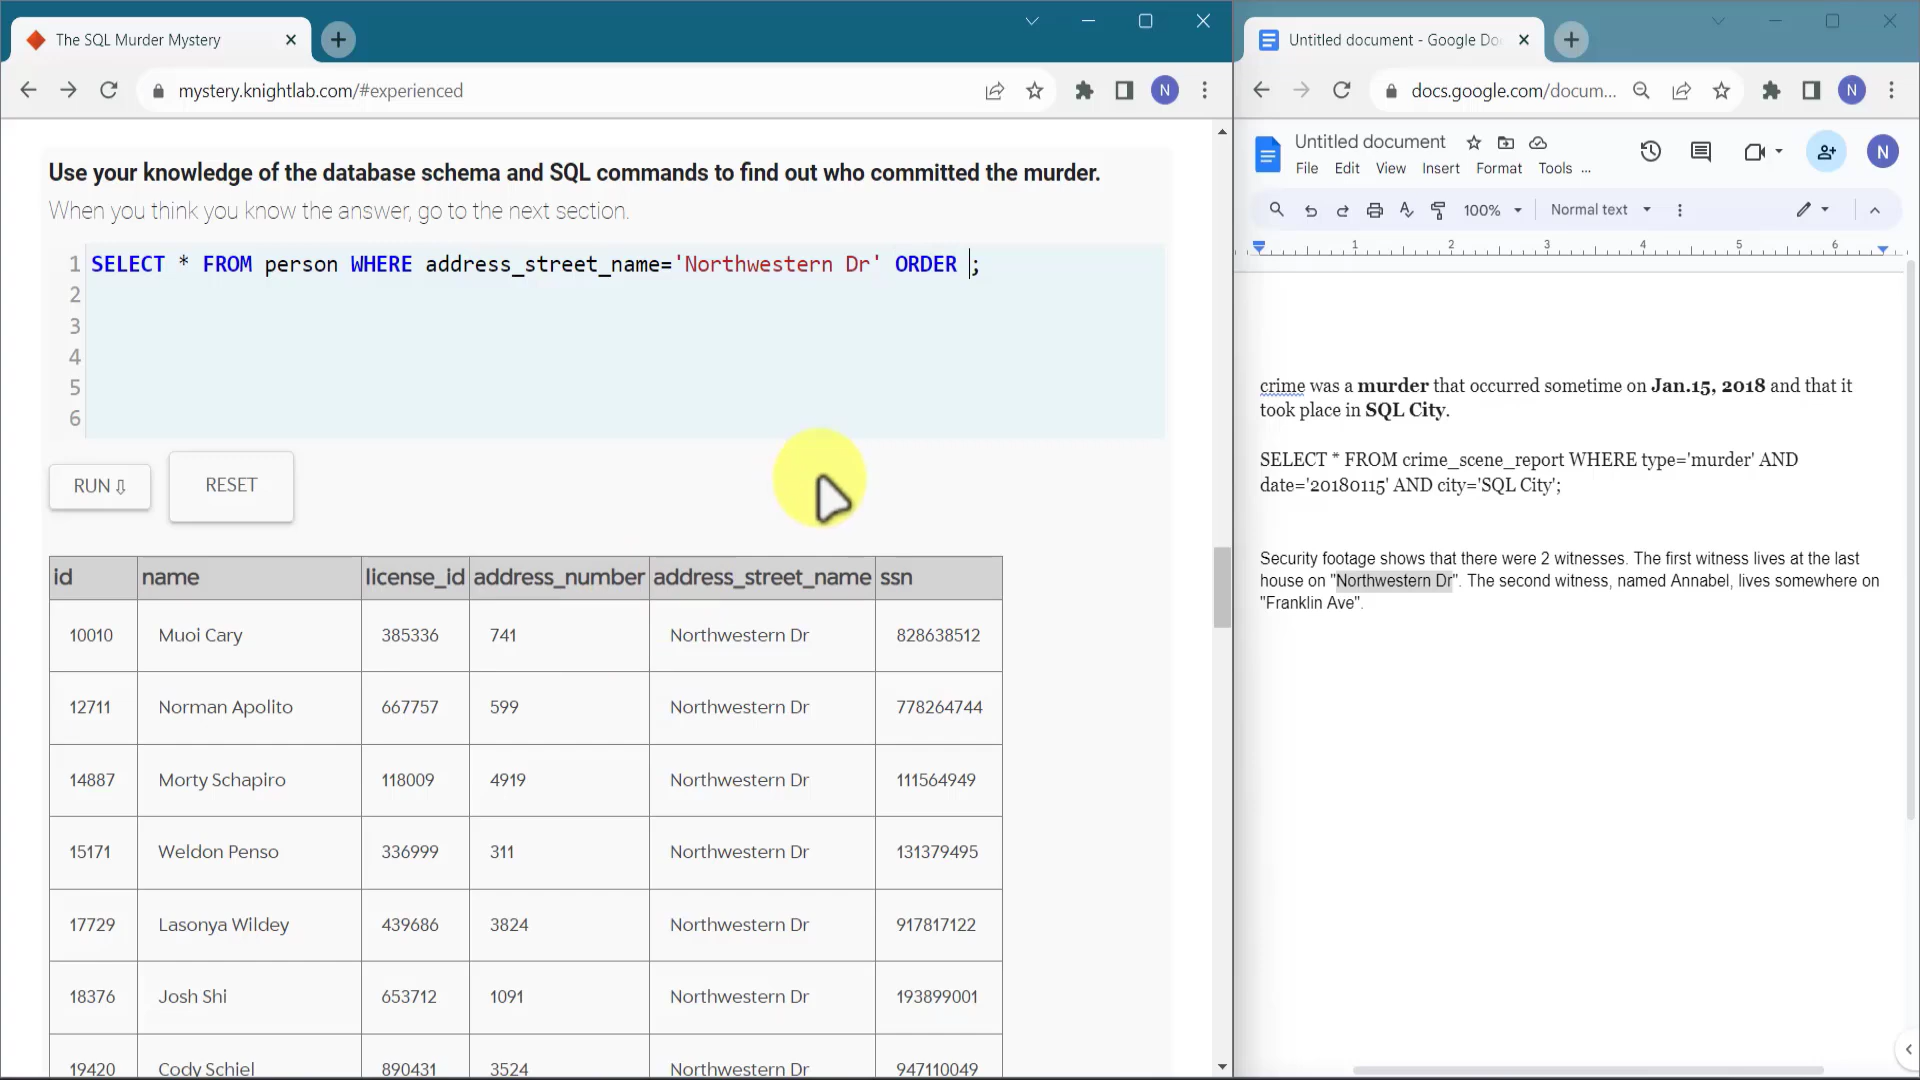 The SQL Murder Mystery
mystery.knightlab.com/#experienced
N
Use your knowledge of the database schema and SQL commands to find out who committed the murder.
When you think you know the answer, go to the next section.
1 SELECT * FROM person WHERE address_street_name='Northwestern Dr' ORDER ;
2
3
4
5
6
RUN ⇩
RESET
id name license_id address_number address_street_name ssn
10010 Muoi Cary 385336 741 Northwestern Dr 828638512
12711 Norman Apolito 667757 599 Northwestern Dr 778264744
14887 Morty Schapiro 118009 4919 Northwestern Dr 111564949
15171 Weldon Penso 336999 311 Northwestern Dr 131379495
17729 Lasonya Wildey 439686 3824 Northwestern Dr 917817122
18376 Josh Shi 653712 1091 Northwestern Dr 193899001
19420 Cody Schiel 890431 3524 Northwestern Dr 947110049
Untitled document - Google Do
docs.google.com/docum...
N
Untitled document
File Edit View Insert Format Tools ...
N
100% Normal text
1 2 3 4 5 6
crime was a murder that occurred sometime on Jan.15, 2018 and that it
took place in SQL City.
SELECT * FROM crime_scene_report WHERE type='murder' AND
date='20180115' AND city='SQL City';
Security footage shows that there were 2 witnesses. The first witness lives at the last
house on "Northwestern Dr". The second witness, named Annabel, lives somewhere on
"Franklin Ave".